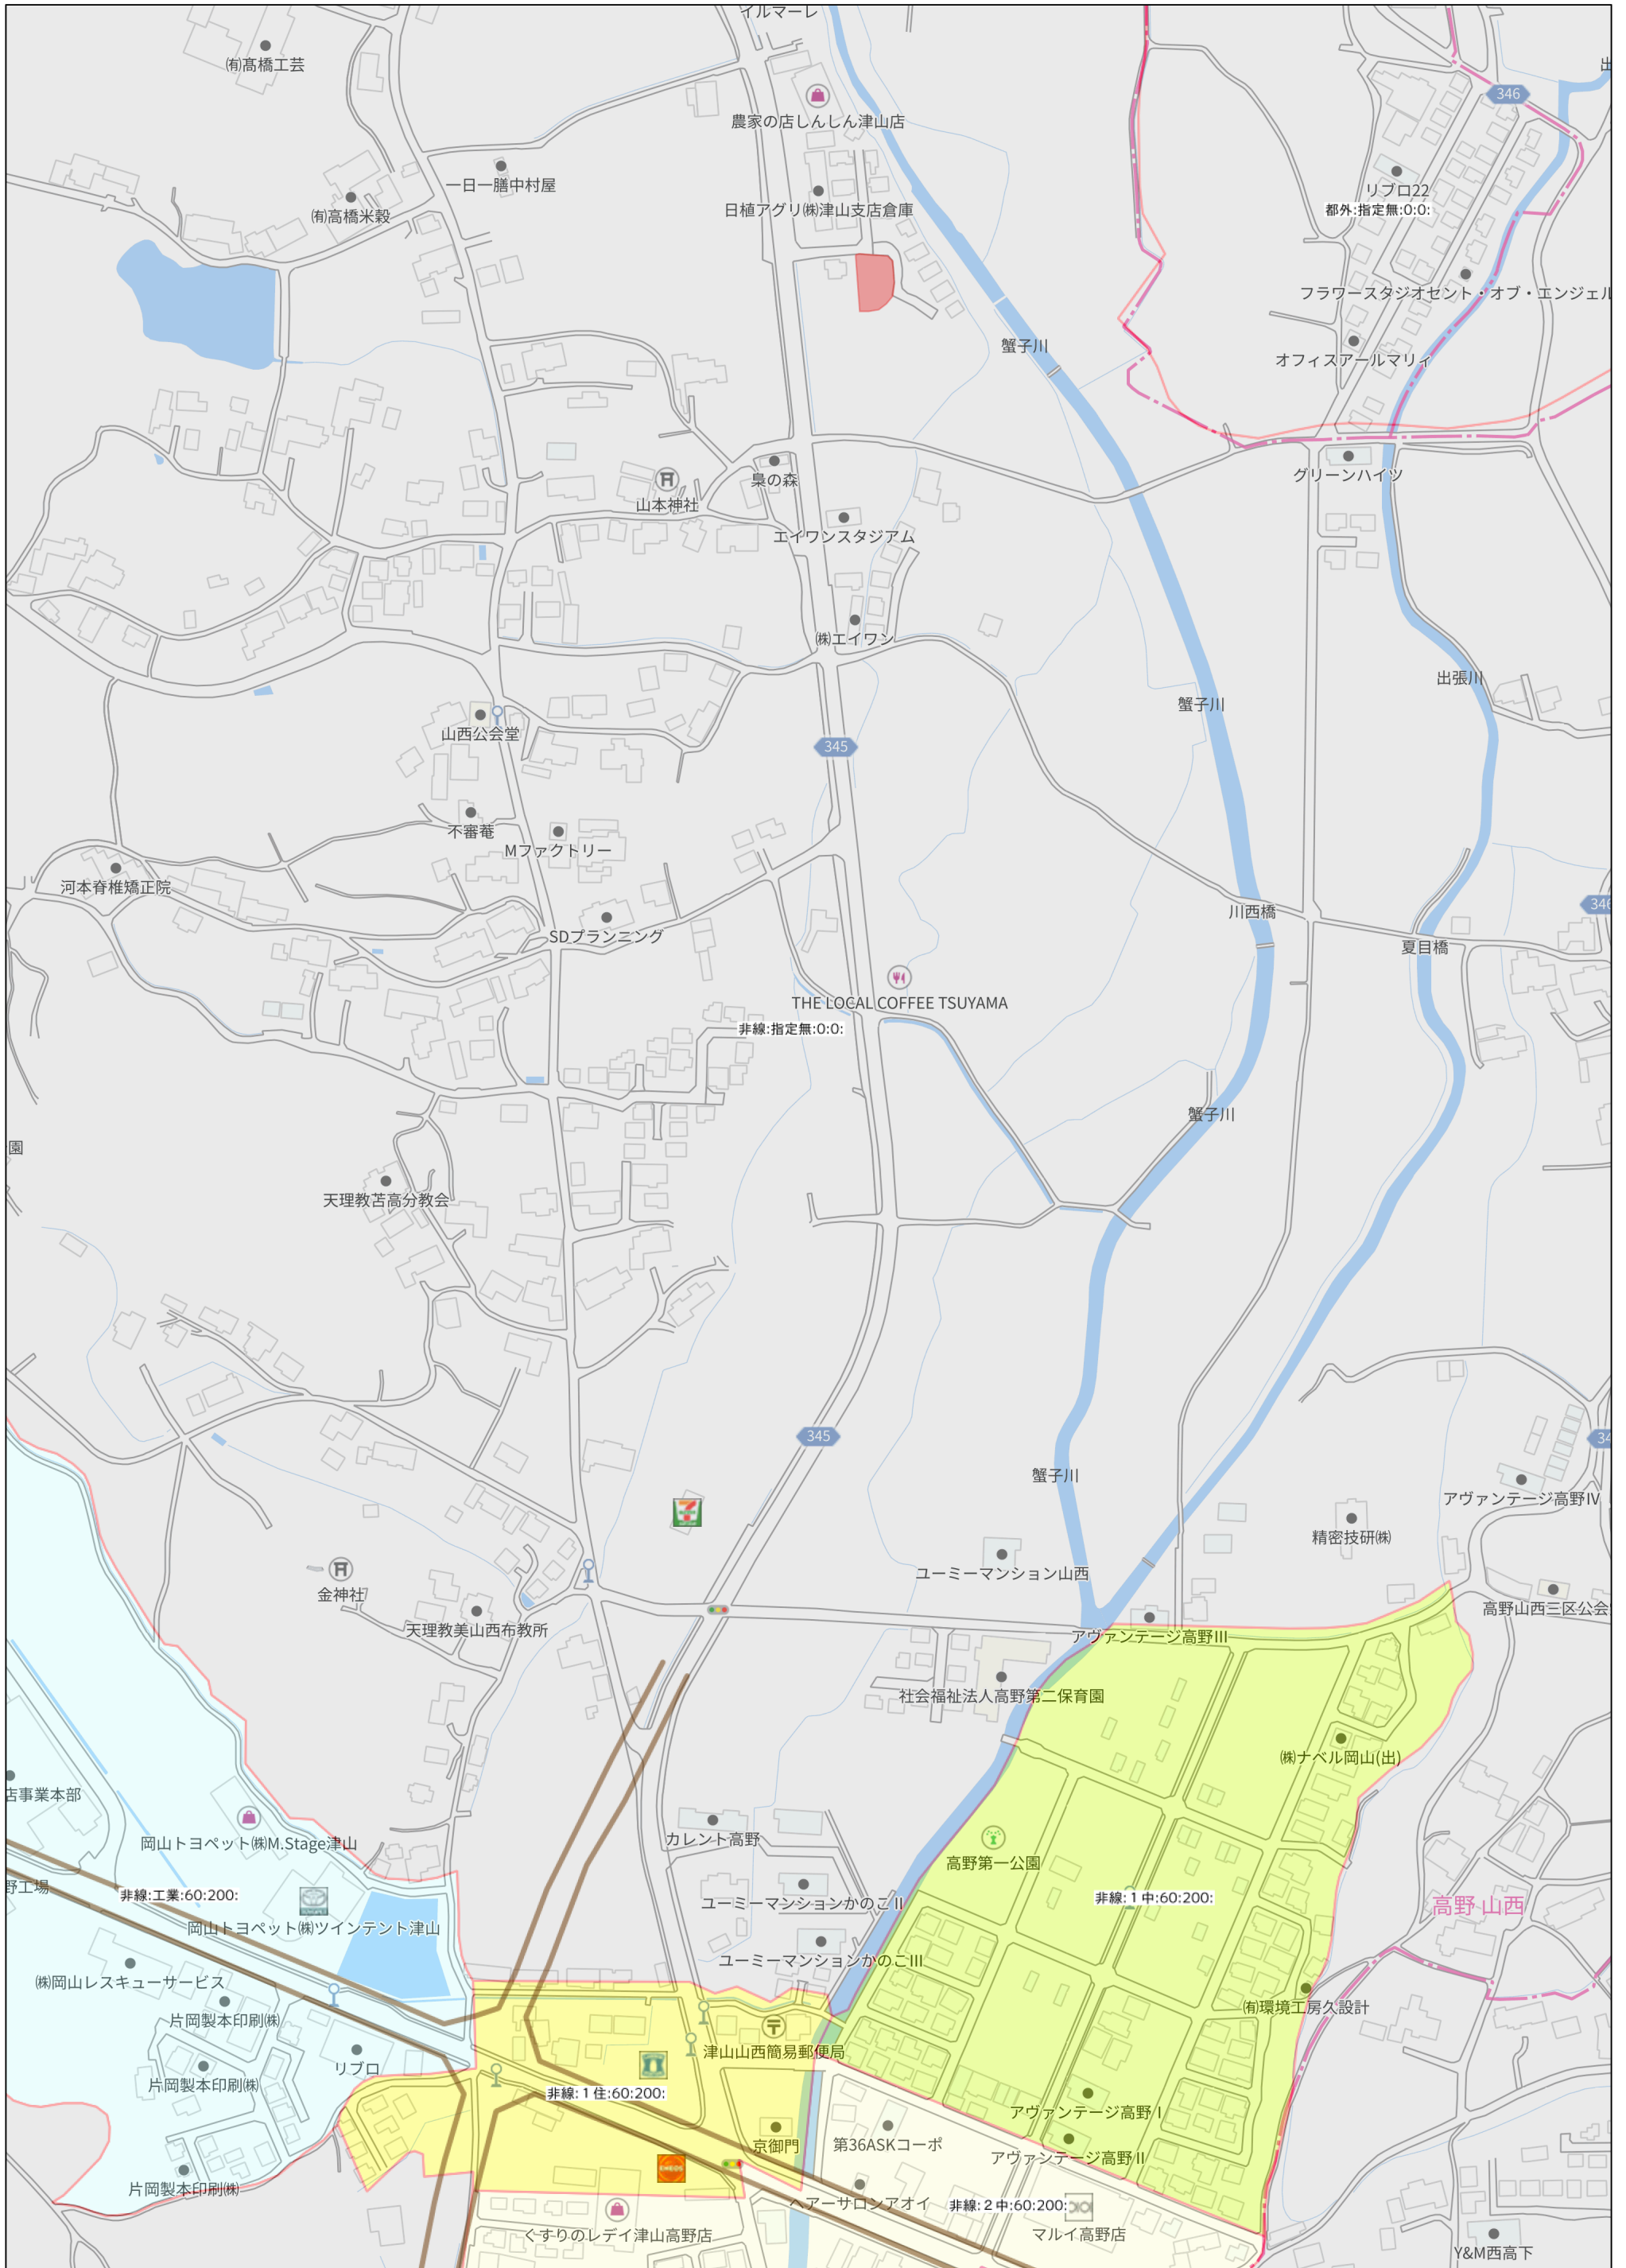 イルマーレ
㈲髙橋工芸
出
346
農家の店しんしん津山店
一日一膳中村屋
リブロ22
㈲高橋米穀
日植アグリ㈱津山支店倉庫
都外:指定無:0:0:
フラワースタジオセント・オブ・エンジェル
蟹子川
オフィスアールマリィ
グリーンハイツ
梟の森
山本神社
エイワンスタジアム
㈱エイワン
出張川
蟹子川
山西公会堂
345
不審菴
Mファクトリー
河本脊椎矯正院
346
川西橋
SDプランニング
夏目橋
THE LOCAL COFFEE TSUYAMA
非線:指定無:0:0:
蟹子川
園
天理教苫高分教会
345
34
蟹子川
アヴァンテージ高野Ⅳ
精密技研㈱
ユーミーマンション山西
金神社
高野山西三区公会
天理教美山西布教所
アヴァンテージ高野Ⅲ
社会福祉法人高野第二保育園
㈱ナベル岡山(出)
店事業本部
岡山トヨペット㈱M.Stage津山
カレント高野
高野第一公園
野工場
非線:工業:60:200:
ユーミーマンションかのこⅡ
非線:１中:60:200:
高野 山西
岡山トヨペット㈱ツインテント津山
ユーミーマンションかのこⅢ
㈱岡山レスキューサービス
㈲環境工房久設計
片岡製本印刷㈱
津山山西簡易郵便局
リブロ
片岡製本印刷㈱
非線:１住:60:200:
アヴァンテージ高野Ⅰ
京御門
第36ASKコーポ
アヴァンテージ高野Ⅱ
ENEOS
片岡製本印刷㈱
ヘアーサロンアオイ
非線:２中:60:200:
くすりのレデイ津山高野店
マルイ高野店
Y&M西高下